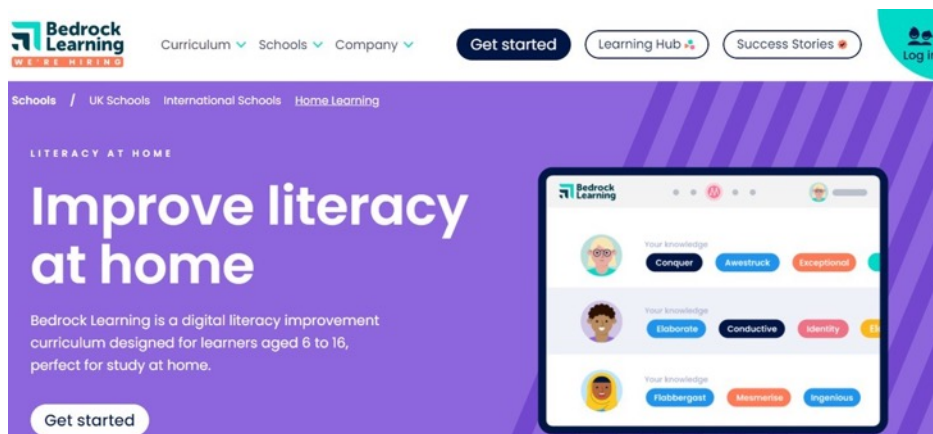 Bedrock
Learning
WE'RE HIRING
Curriculum Schools Company Get started Learning Hub Success Stories
Log in
Schools / UK Schools International Schools Home Learning
LITERACY AT HOME
Improve literacy
at home
Bedrock Learning is a digital literacy improvement
curriculum designed for learners aged 6 to 16,
perfect for study at home.
Get started
Bedrock
Learning
Your knowledge
Conquer Awestruck Exceptional
Your knowledge
Elaborate Conductive Identity
Your knowledge
Flabbergast Mesmerise Ingenious